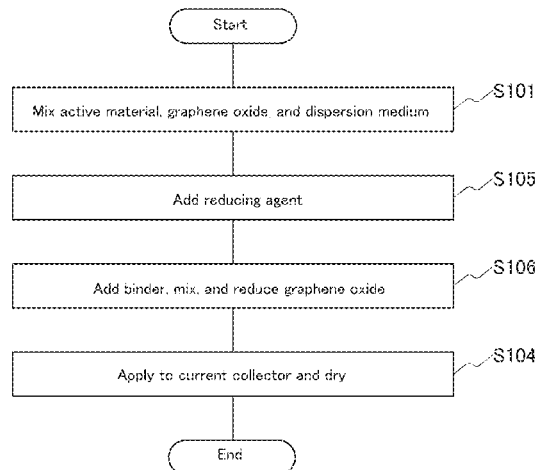 Start
Mix active material, graphene oxide, and dispersion medium
S101
Add reducing agent
S105
Add binder, mix, and reduce graphene oxide
S106
Apply to current collector and dry
S104
End